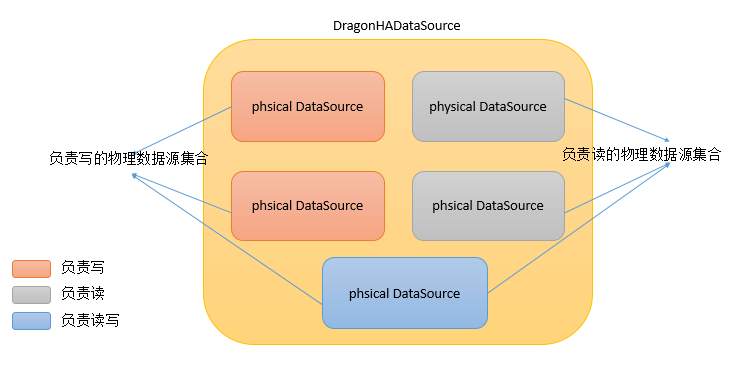 DragonHADataSource
phsical DataSource
physical DataSource
负责写的物理数据源集合
负责读的物理数据源集合
phsical DataSource
phsical DataSource
phsical DataSource
负责写
负责读
负责读写